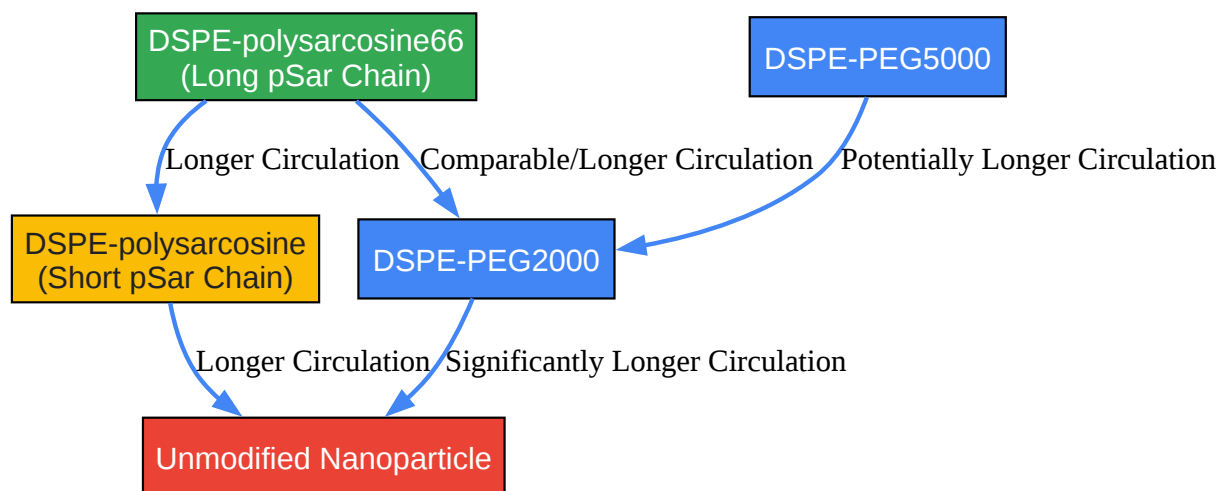 DSPE-polysarcosine66
(Long pSar Chain)
DSPE-PEG5000
Longer Circulation
Comparable/Longer Circulation
Potentially Longer Circulation
DSPE-polysarcosine
(Short pSar Chain)
DSPE-PEG2000
Longer Circulation
Significantly Longer Circulation
Unmodified Nanoparticle